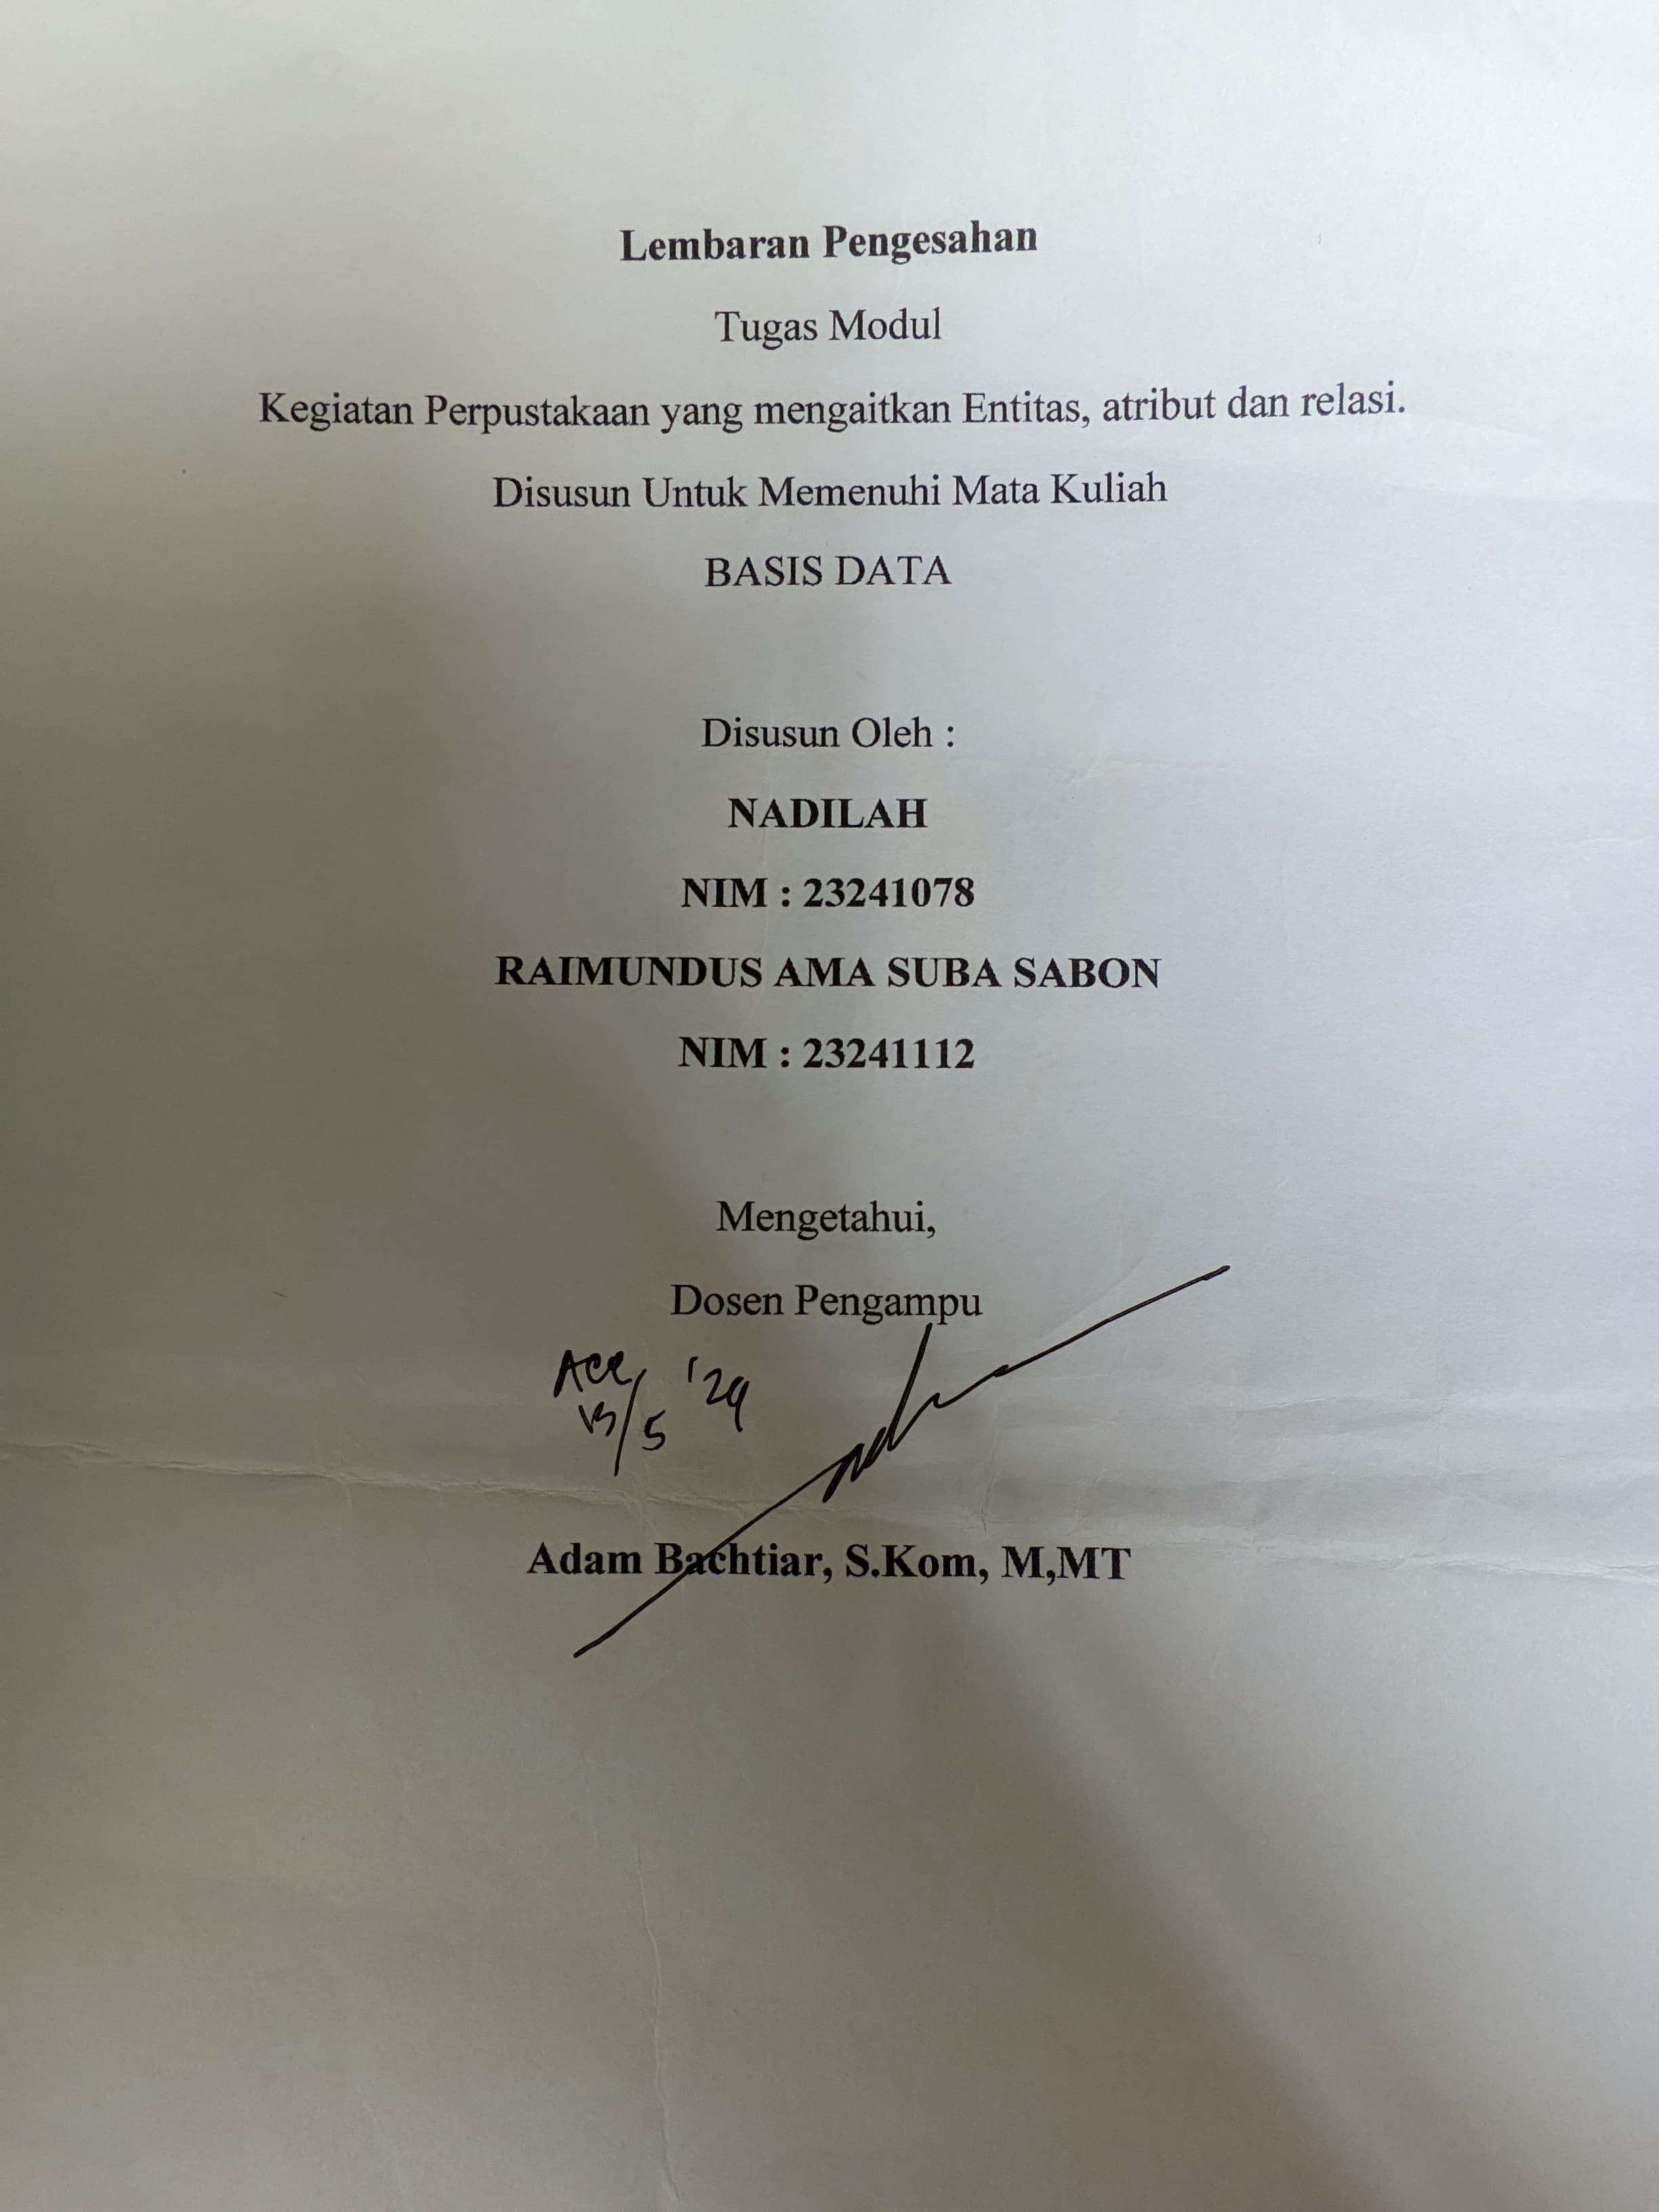 Lembaran Pengesahan
Tugas Modul
Kegiatan Perpustakaan yang mengaitkan Entitas, atribut dan relasi.
Disusun Untuk Memenuhi Mata Kuliah
BASIS DATA
Disusun Oleh :
NADILAH
NIM : 23241078
RAIMUNDUS AMA SUBA SABON
NIM : 23241112
Mengetahui,
Dosen Pengampu
Acc '24
13/5
Adam Bachtiar, S.Kom, M,MT